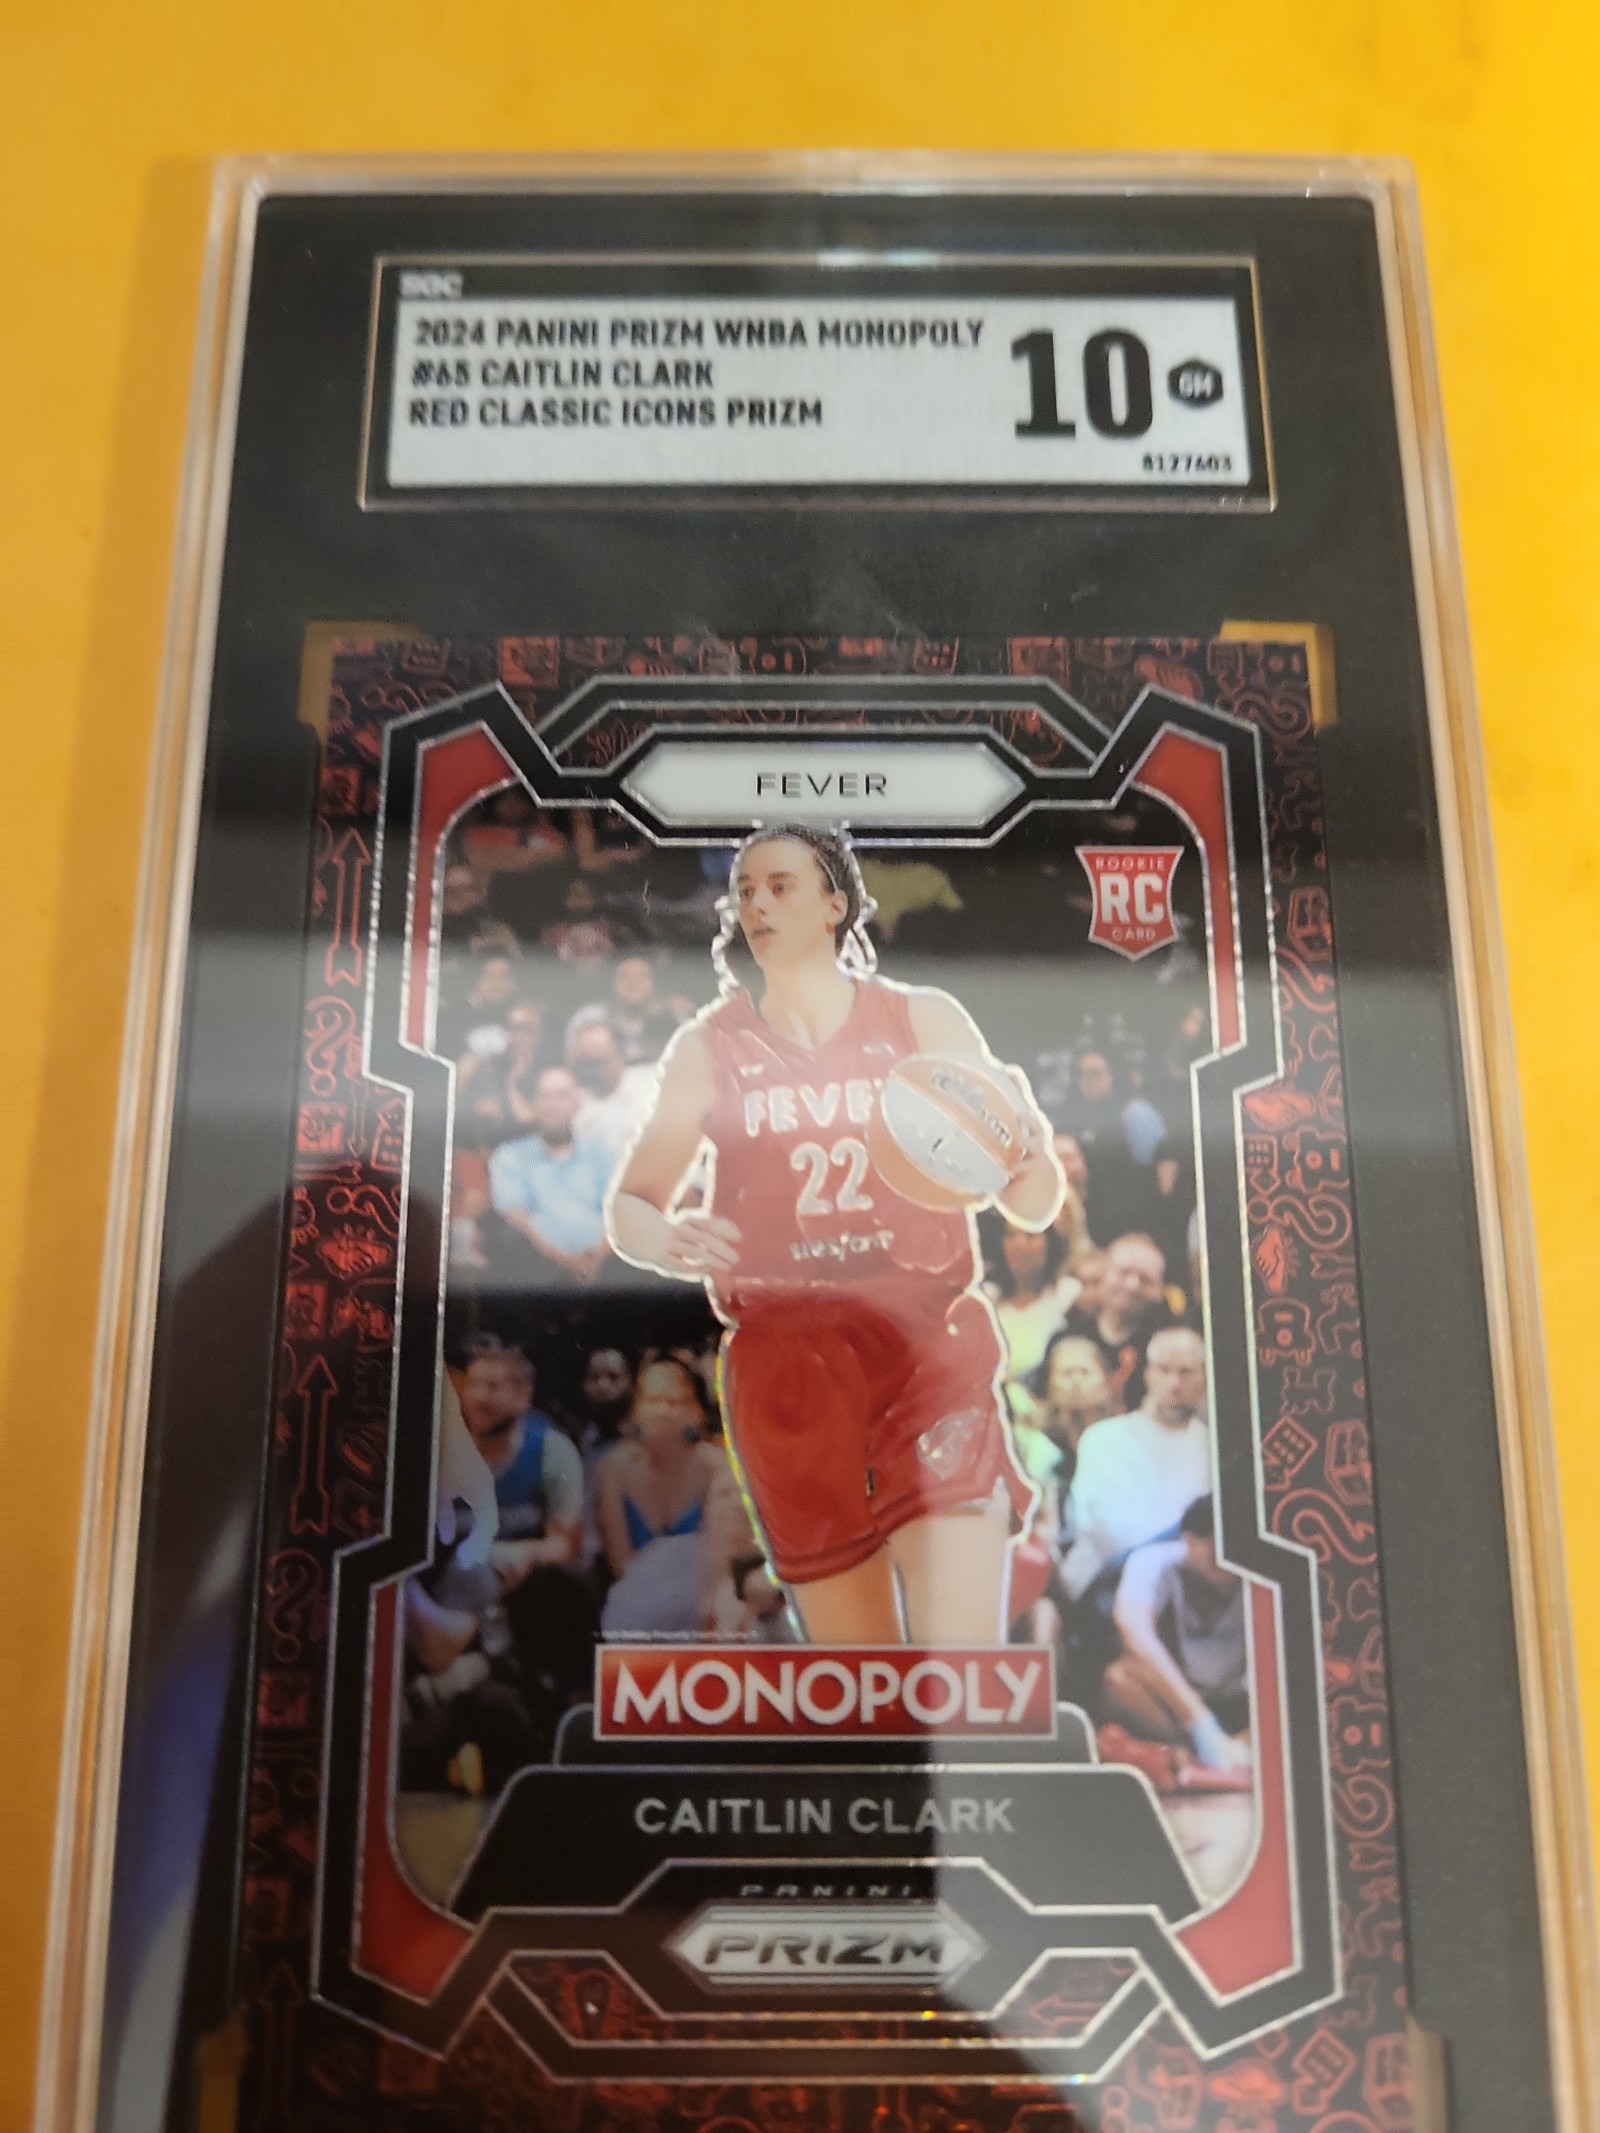 SGC
2024 PANINI PRIZM WNBA MONOPOLY
#65 CAITLIN CLARK
RED CLASSIC ICONS PRIZM
10
GM
8127603
FEVER
ROOKIE
RC
CARD
FEVE
22
MONOPOLY
CAITLIN CLARK
PANINI
PRIZM